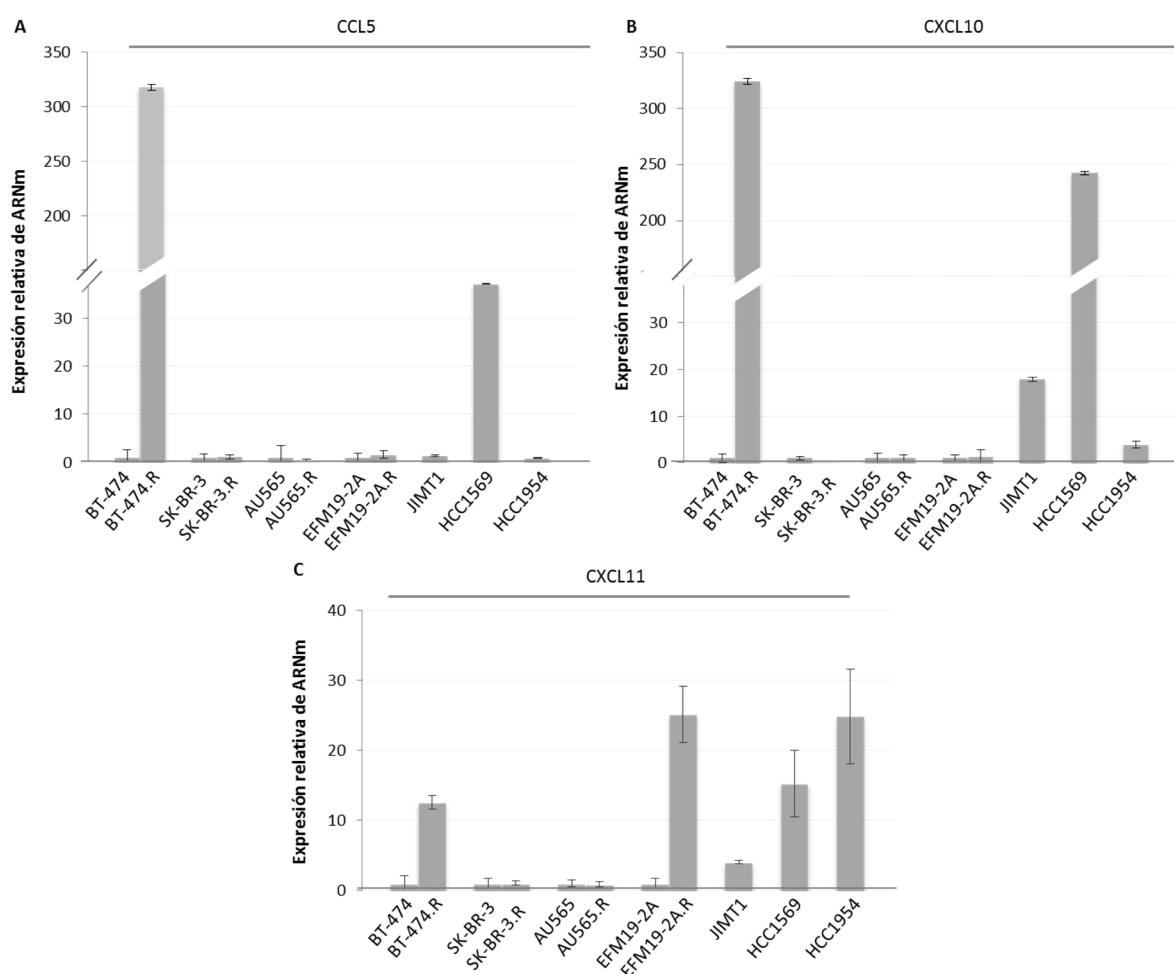 A
CCL5
Expresión relativa de ARNm
350
300
250
200
30
20
10
0
BT-474
BT-474.R
SK-BR-3
SK-BR-3.R
AU565
AU565.R
EFM19-2A
EFM19-2A.R
JIMT1
HCC1569
HCC1954
B
CXCL10
Expresión relativa de ARNm
350
300
250
200
30
20
10
0
BT-474
BT-474.R
SK-BR-3
SK-BR-3.R
AU565
AU565.R
EFM19-2A
EFM19-2A.R
JIMT1
HCC1569
HCC1954
C
CXCL11
Expresión relativa de ARNm
40
30
20
10
0
BT-474
BT-474.R
SK-BR-3
SK-BR-3.R
AU565
AU565.R
EFM19-2A
EFM19-2A.R
JIMT1
HCC1569
HCC1954